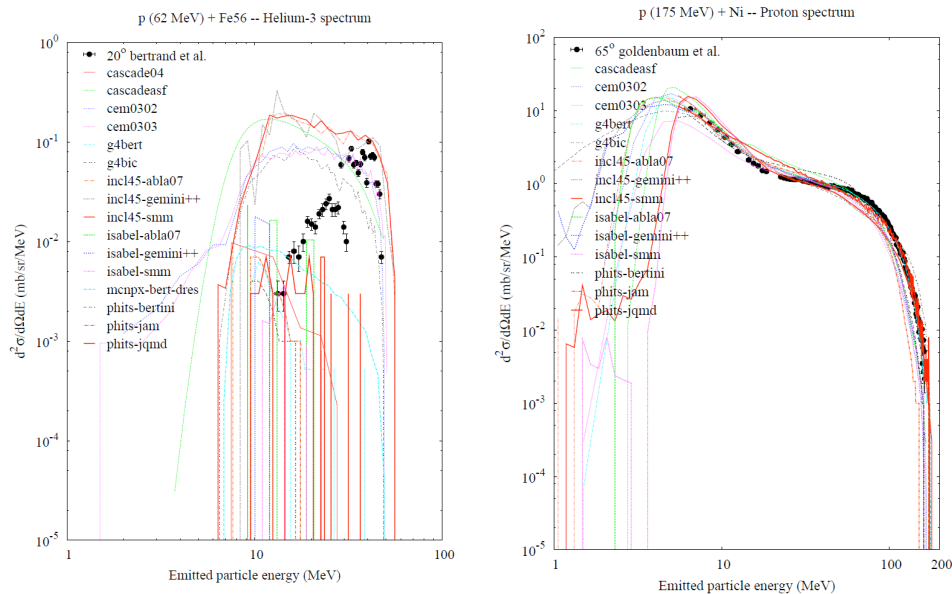 p (62 MeV) + Fe56 -- Helium-3 spectrum
10^0
10^-1
10^-2
10^-3
10^-4
10^-5
d^2σ/dΩdE (mb/sr/MeV)
20° bertrand et al.
cascade04
cascadeasf
cem0302
cem0303
g4bert
g4bic
incl45-abla07
incl45-gemini++
incl45-smm
isabel-abla07
isabel-gemini++
isabel-smm
mcnpx-bert-dres
phits-bertini
phits-jam
phits-jqmd
1
10
100
Emitted particle energy (MeV)
p (175 MeV) + Ni -- Proton spectrum
10^2
10^1
10^0
10^-1
10^-2
10^-3
10^-4
10^-5
d^2σ/dΩdE (mb/sr/MeV)
65° goldenbaum et al.
cascadeasf
cem0302
cem0303
g4bert
g4bic
incl45-abla07
incl45-gemini++
incl45-smm
isabel-abla07
isabel-gemini++
isabel-smm
phits-bertini
phits-jam
phits-jqmd
1
10
100
200
Emitted particle energy (MeV)